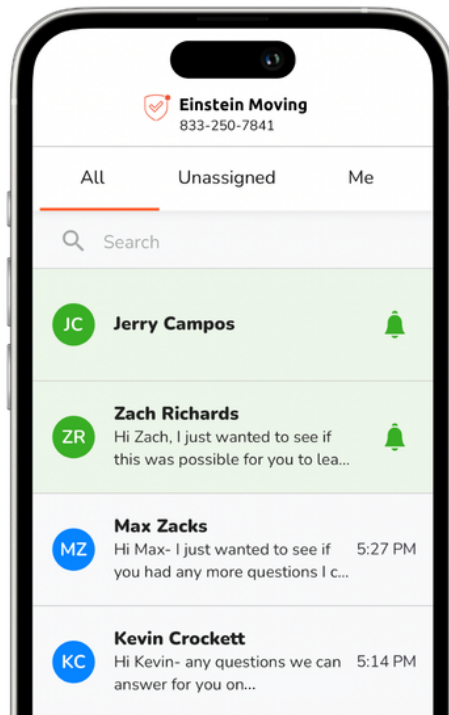 Einstein Moving
833-250-7841
All Unassigned Me
Search
JC Jerry Campos
Zach Richards
ZR Hi Zach, I just wanted to see if
this was possible for you to lea...
Max Zacks
MZ Hi Max- I just wanted to see if 5:27 PM
you had any more questions I c...
Kevin Crockett
KC Hi Kevin- any questions we can 5:14 PM
answer for you on...